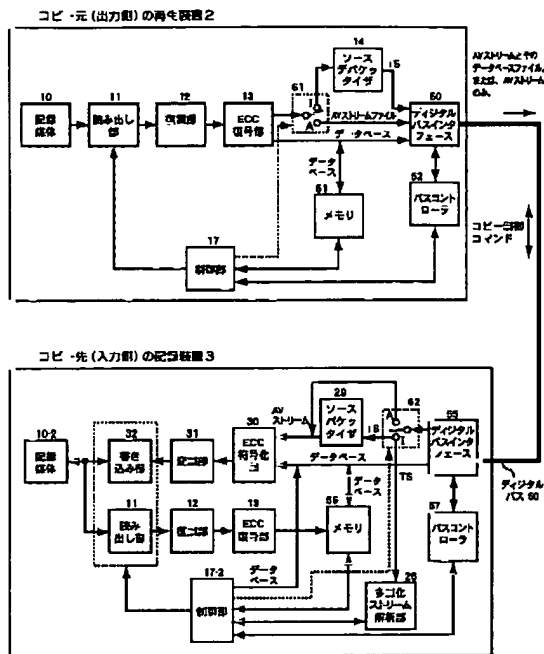 コピー元(出力側)の再生装置2
14
ソース
デパケッ
タイザ
15
AVストリームとその
データベースファイル、
または、AVストリーム
のみ。
10
記録
媒体
11
読み出し
部
12
復調部
13
ECC
復号部
61
A
AVストリームファイル
データベース
50
ディジタル
バスインタ
フェース
データ
ベース
51
メモリ
52
バスコント
ローラ
コピー制御
コマンド
17
制御部
コピー先(入力側)の記録装置3
10-2
記録
媒体
32
書き
込み部
31
変調部
30
ECC
符号化
部
AV
ストリーム
29
ソース
パケッ
タイザ
62
A
I
55
ディジタル
バスインタ
フェース
データベース
TS
ディジタル
バス60
11
読み
出し部
12
復調部
13
ECC
復号部
56
メモリ
データ
ベース
57
バスコント
ローラ
データ
ベース
17-2
制御部
26
多重化
ストリーム
解析部